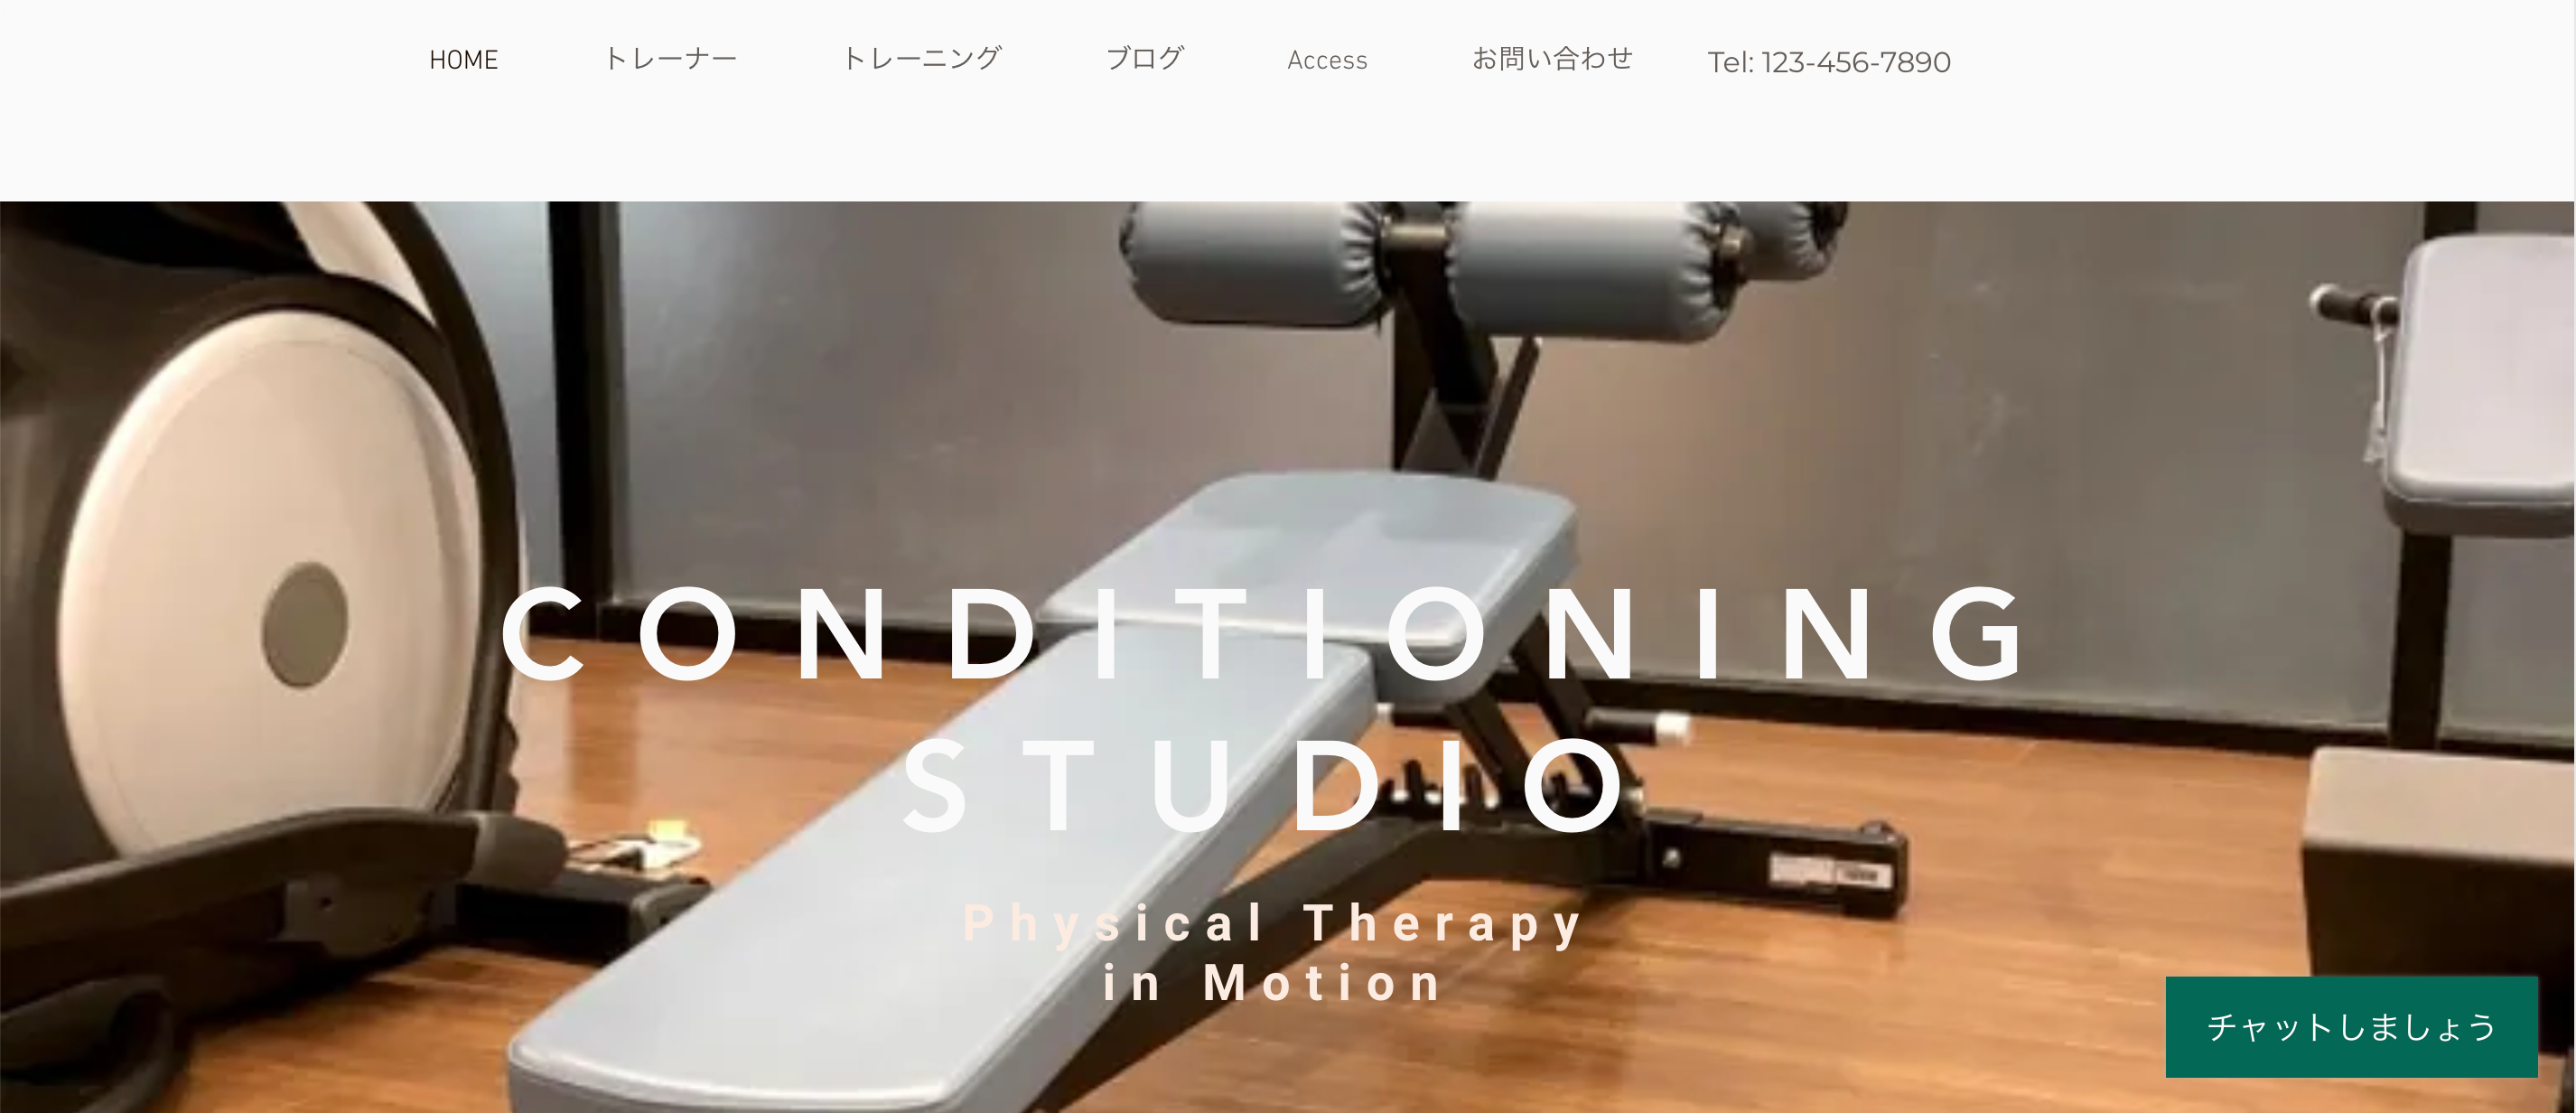 HOME トレーナー トレーニング ブログ Access お問い合わせ Tel: 123-456-7890
CONDITIONING
STUDIO
Physical Therapy
in Motion
チャットしましょう